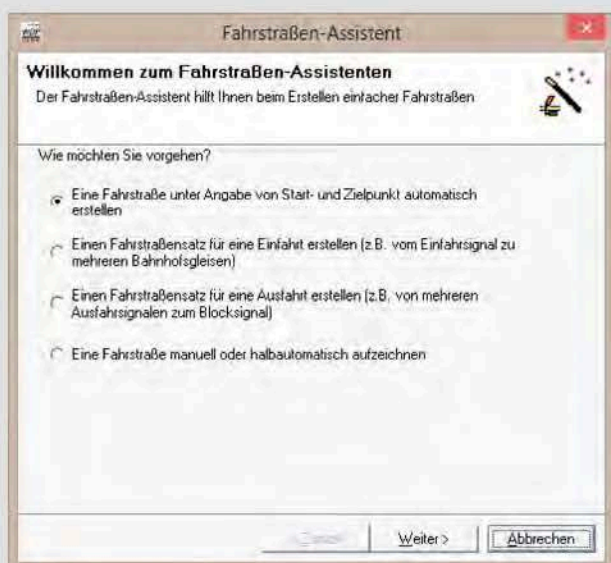 Fahrstraßen-Assistent
Willkommen zum Fahrstraßen-Assistenten
Der Fahrstraßen-Assistent hilft Ihnen beim Erstellen einfacher Fahrstraßen
Wie möchten Sie vorgehen?
Eine Fahrstraße unter Angabe von Start- und Zielpunkt automatisch
erstellen
Einen Fahrstraßensatz für eine Einfahrt erstellen (z.B. vom Einfahrsignal zu
mehreren Bahnhofsgleisen)
Einen Fahrstraßensatz für eine Ausfahrt erstellen (z.B. von mehreren
Ausfahrsignalen zum Blocksignal)
Eine Fahrstraße manuell oder halbautomatisch aufzeichnen
Weiter >
Abbrechen